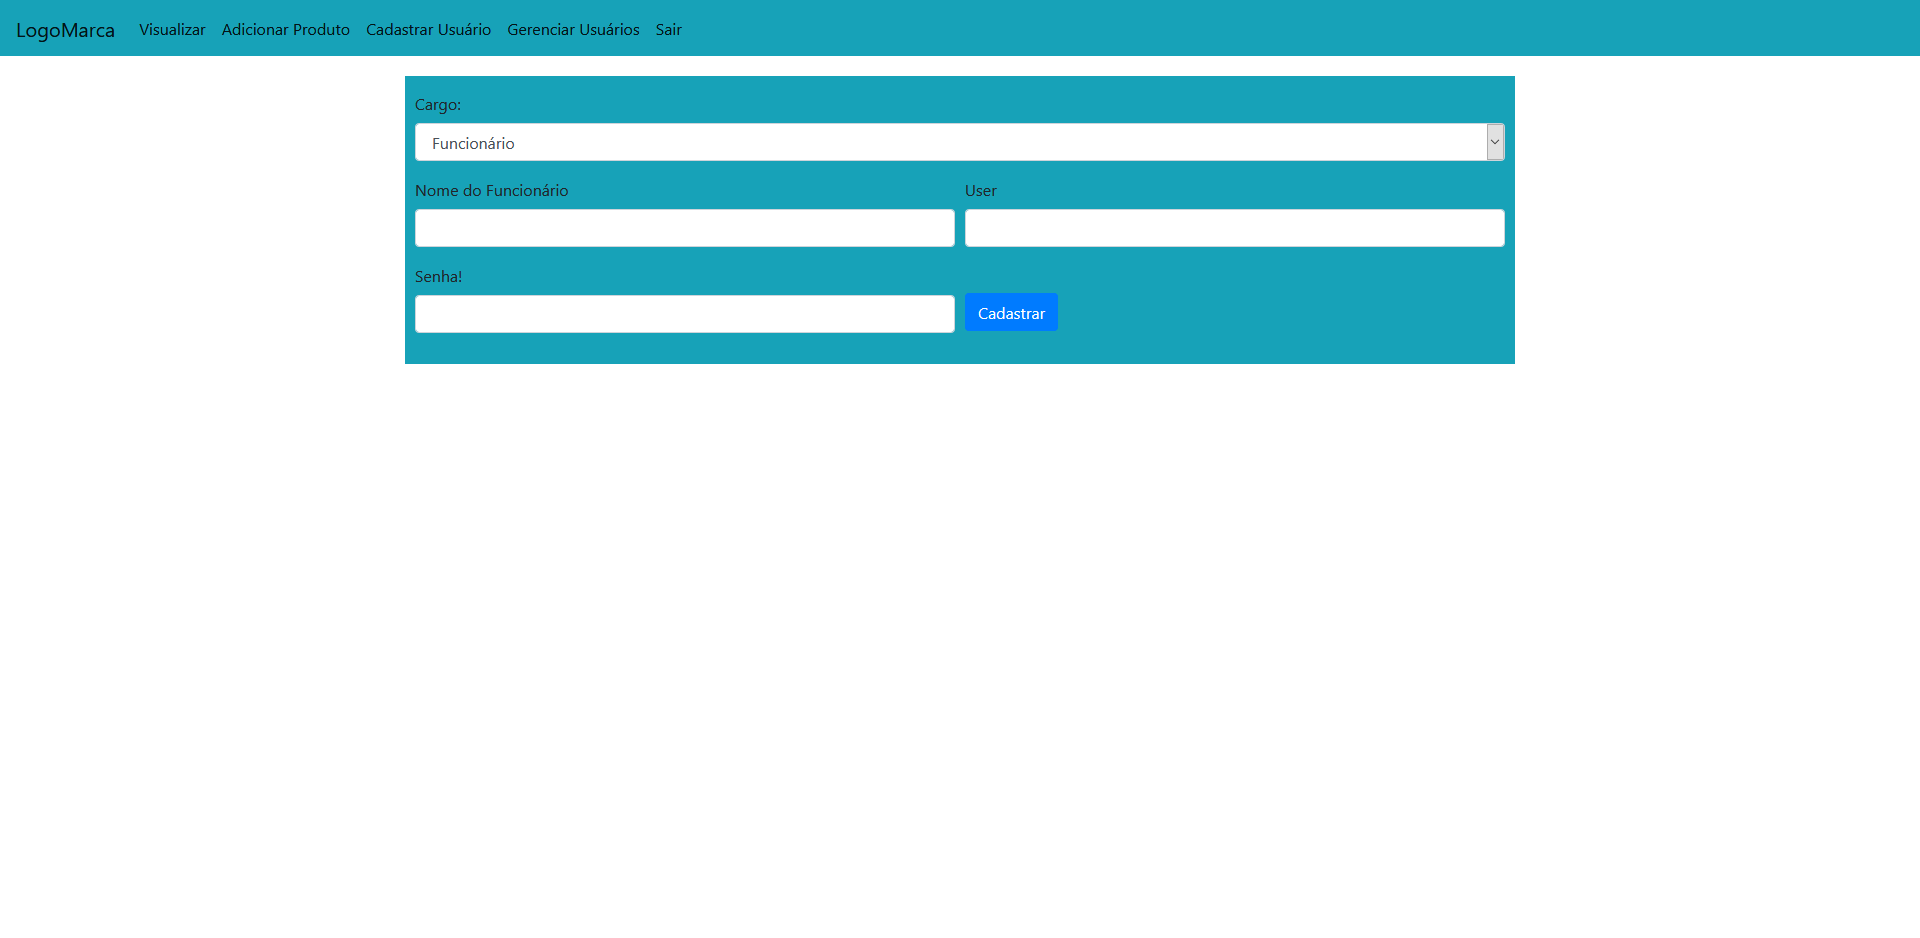 LogoMarca Visualizar Adicionar Produto Cadastrar Usuário Gerenciar Usuários Sair
Cargo:
Funcionário
Nome do Funcionário User
Senha!
Cadastrar